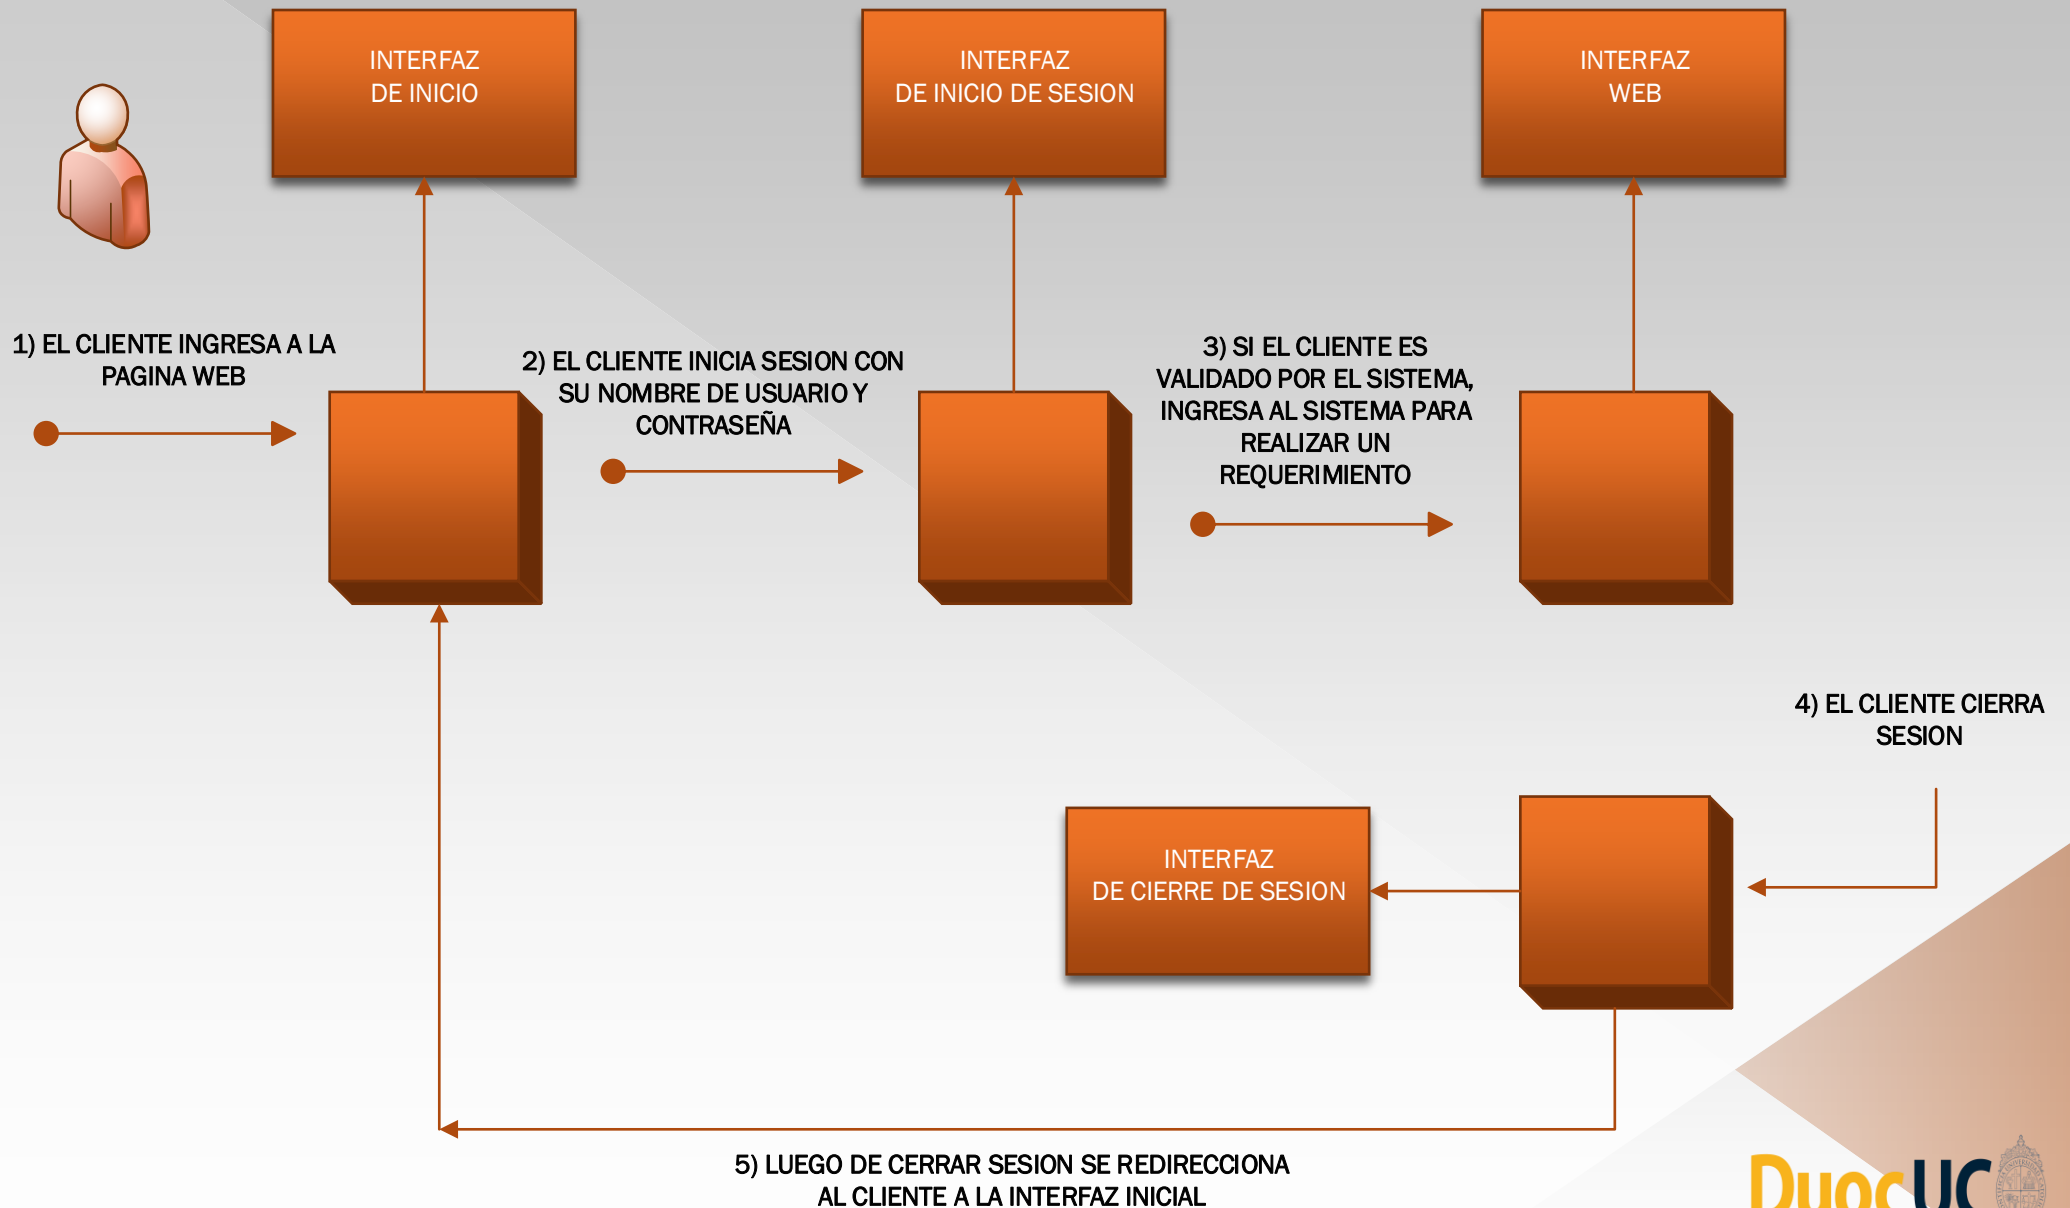 INTERFAZ
DE INICIO
INTERFAZ
DE INICIO DE SESION
INTERFAZ
WEB
1) EL CLIENTE INGRESA A LA
PAGINA WEB
2) EL CLIENTE INICIA SESION CON
SU NOMBRE DE USUARIO Y
CONTRASEÑA
3) SI EL CLIENTE ES
VALIDADO POR EL SISTEMA,
INGRESA AL SISTEMA PARA
REALIZAR UN
REQUERIMIENTO
4) EL CLIENTE CIERRA
SESION
INTERFAZ
DE CIERRE DE SESION
5) LUEGO DE CERRAR SESION SE REDIRECCIONA
AL CLIENTE A LA INTERFAZ INICIAL
DuocUC